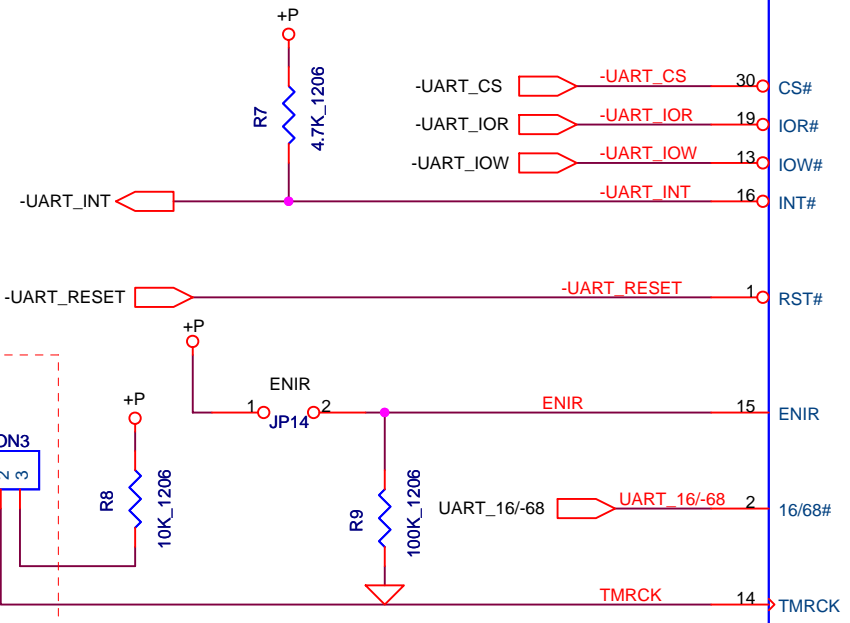 +P
R7
4.7K_1206
-UART_CS
-UART_CS
30
CS#
-UART_IOR
-UART_IOR
19
IOR#
-UART_IOW
-UART_IOW
13
IOW#
-UART_INT
-UART_INT
16
INT#
-UART_RESET
-UART_RESET
1
RST#
+P
ENIR
1
2
JP14
ENIR
15
ENIR
+P
ON3
2
3
R8
10K_1206
R9
100K_1206
UART_16/-68
UART_16/-68
2
16/68#
TMRCK
14
TMRCK